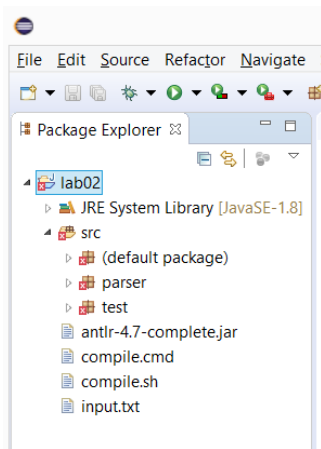 File Edit Source Refactor Navigate
Package Explorer
lab02
JRE System Library [JavaSE-1.8]
src
(default package)
parser
test
antlr-4.7-complete.jar
compile.cmd
compile.sh
input.txt